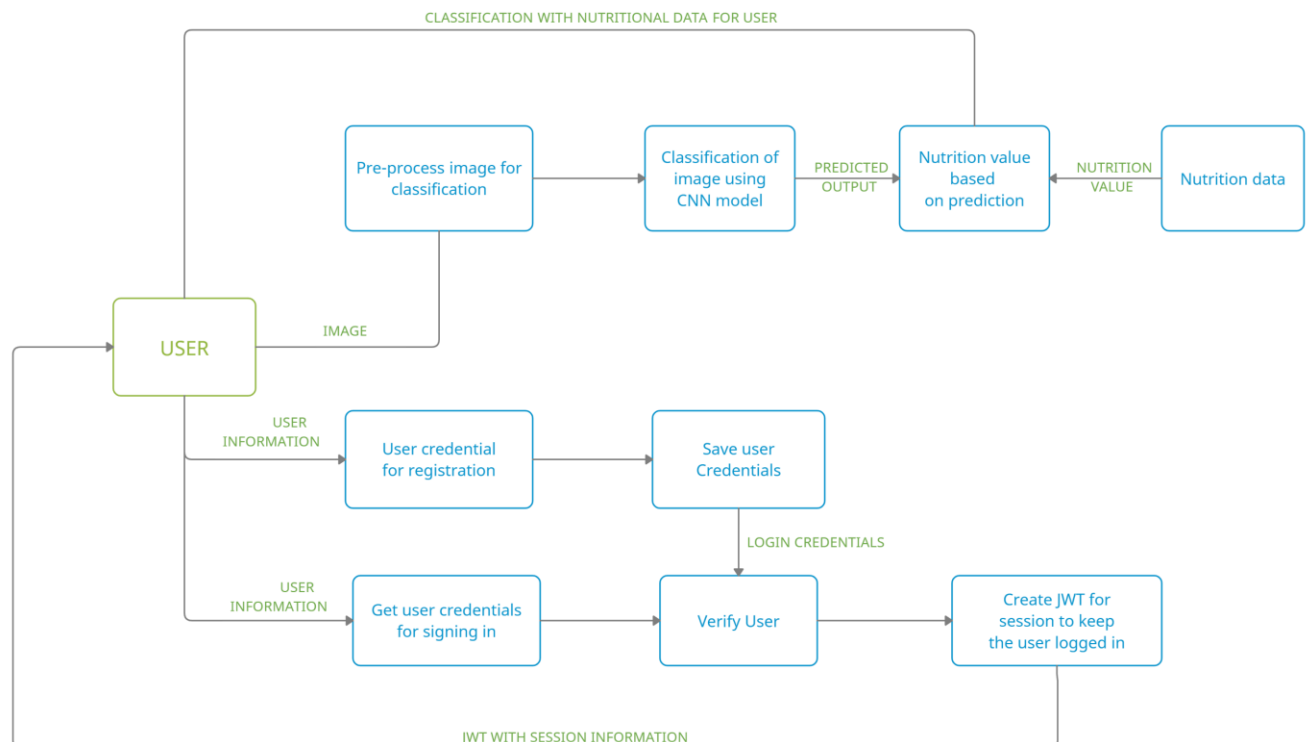 CLASSIFICATION WITH NUTRITIONAL DATA FOR USER
Pre-process image for
classification
Classification of
image using
CNN model
PREDICTED
OUTPUT
Nutrition value
based
on prediction
NUTRITION
VALUE
Nutrition data
USER
IMAGE
USER
INFORMATION
User credential
for registration
Save user
Credentials
LOGIN CREDENTIALS
USER
INFORMATION
Get user credentials
for signing in
Verify User
Create JWT for
session to keep
the user logged in
JWT WITH SESSION INFORMATION